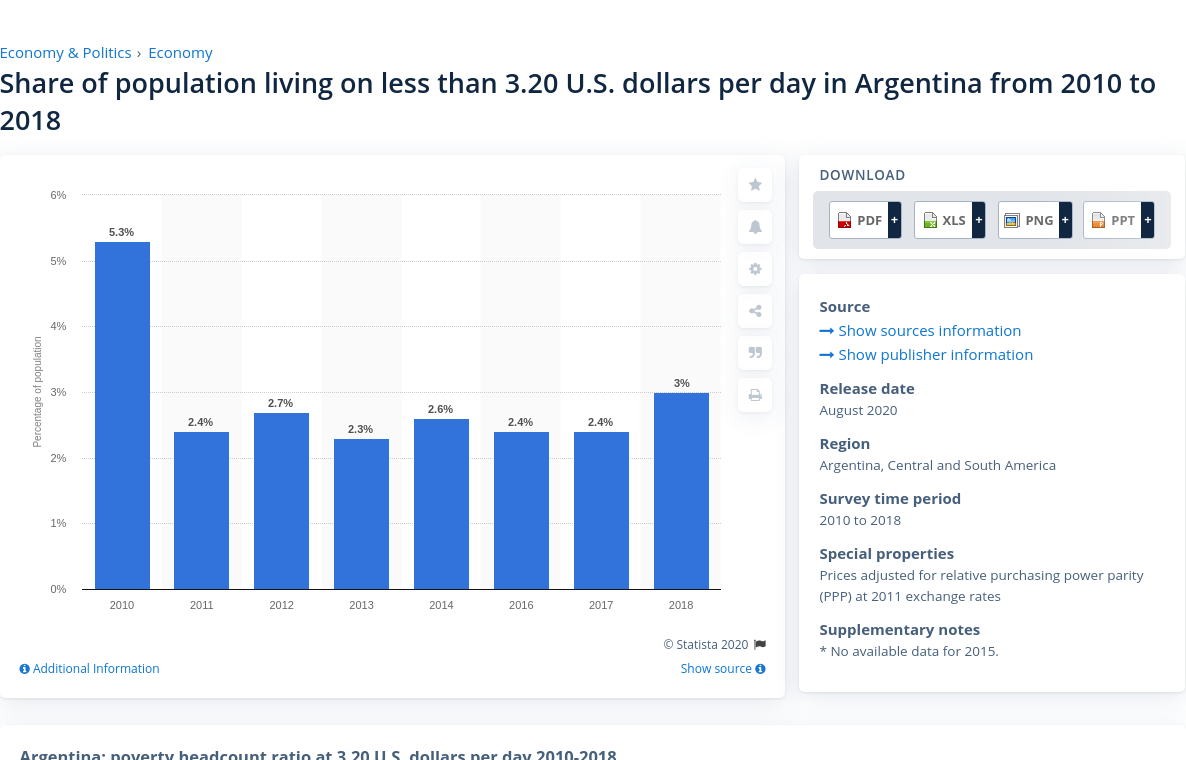 Economy & Politics › Economy
Share of population living on less than 3.20 U.S. dollars per day in Argentina from 2010 to
2018
6%
5%
4%
3%
2%
1%
0%
Percentage of population
5.3%
2.4%
2.7%
2.3%
2.6%
2.4%
2.4%
3%
2010
2011
2012
2013
2014
2016
2017
2018
© Statista 2020
Additional Information
Show source
DOWNLOAD
PDF + XLS + PNG + PPT +
Source
Show sources information
Show publisher information
Release date
August 2020
Region
Argentina, Central and South America
Survey time period
2010 to 2018
Special properties
Prices adjusted for relative purchasing power parity
(PPP) at 2011 exchange rates
Supplementary notes
* No available data for 2015.
Argentina: poverty headcount ratio at 3.20 U.S. dollars per day 2010-2018